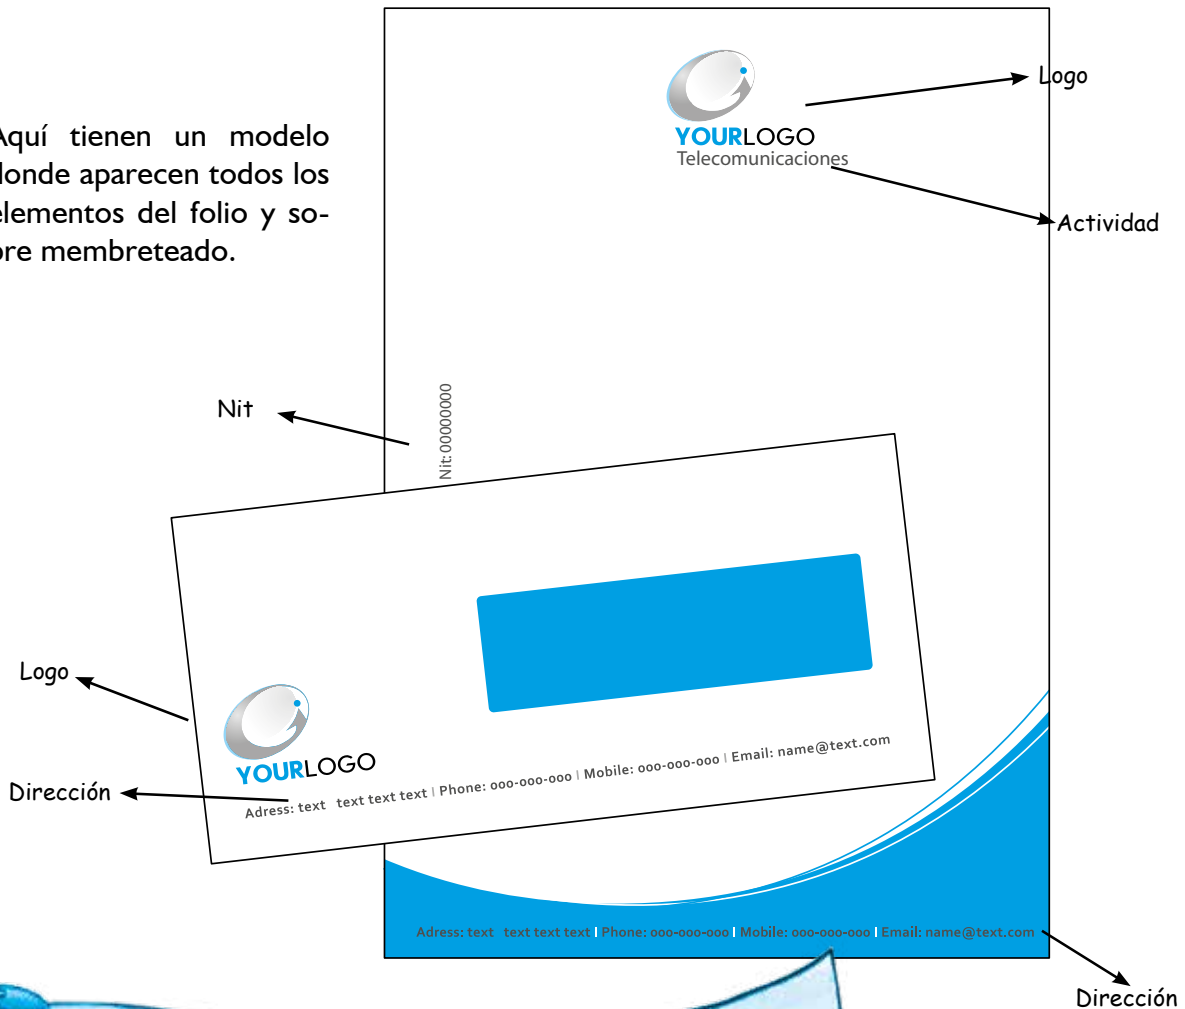 Aquí tienen un modelo
donde aparecen todos los
elementos del folio y so-
bre membreteado.
YOURLOGO
Telecomunicaciones
Logo
Actividad
Nit
Nit: 00000000
Logo
YOURLOGO
Dirección
Adress: text text text text | Phone: 000-000-000 | Mobile: 000-000-000 | Email: name@text.com
Adress: text text text text | Phone: 000-000-000 | Mobile: 000-000-000 | Email: name@text.com
Dirección